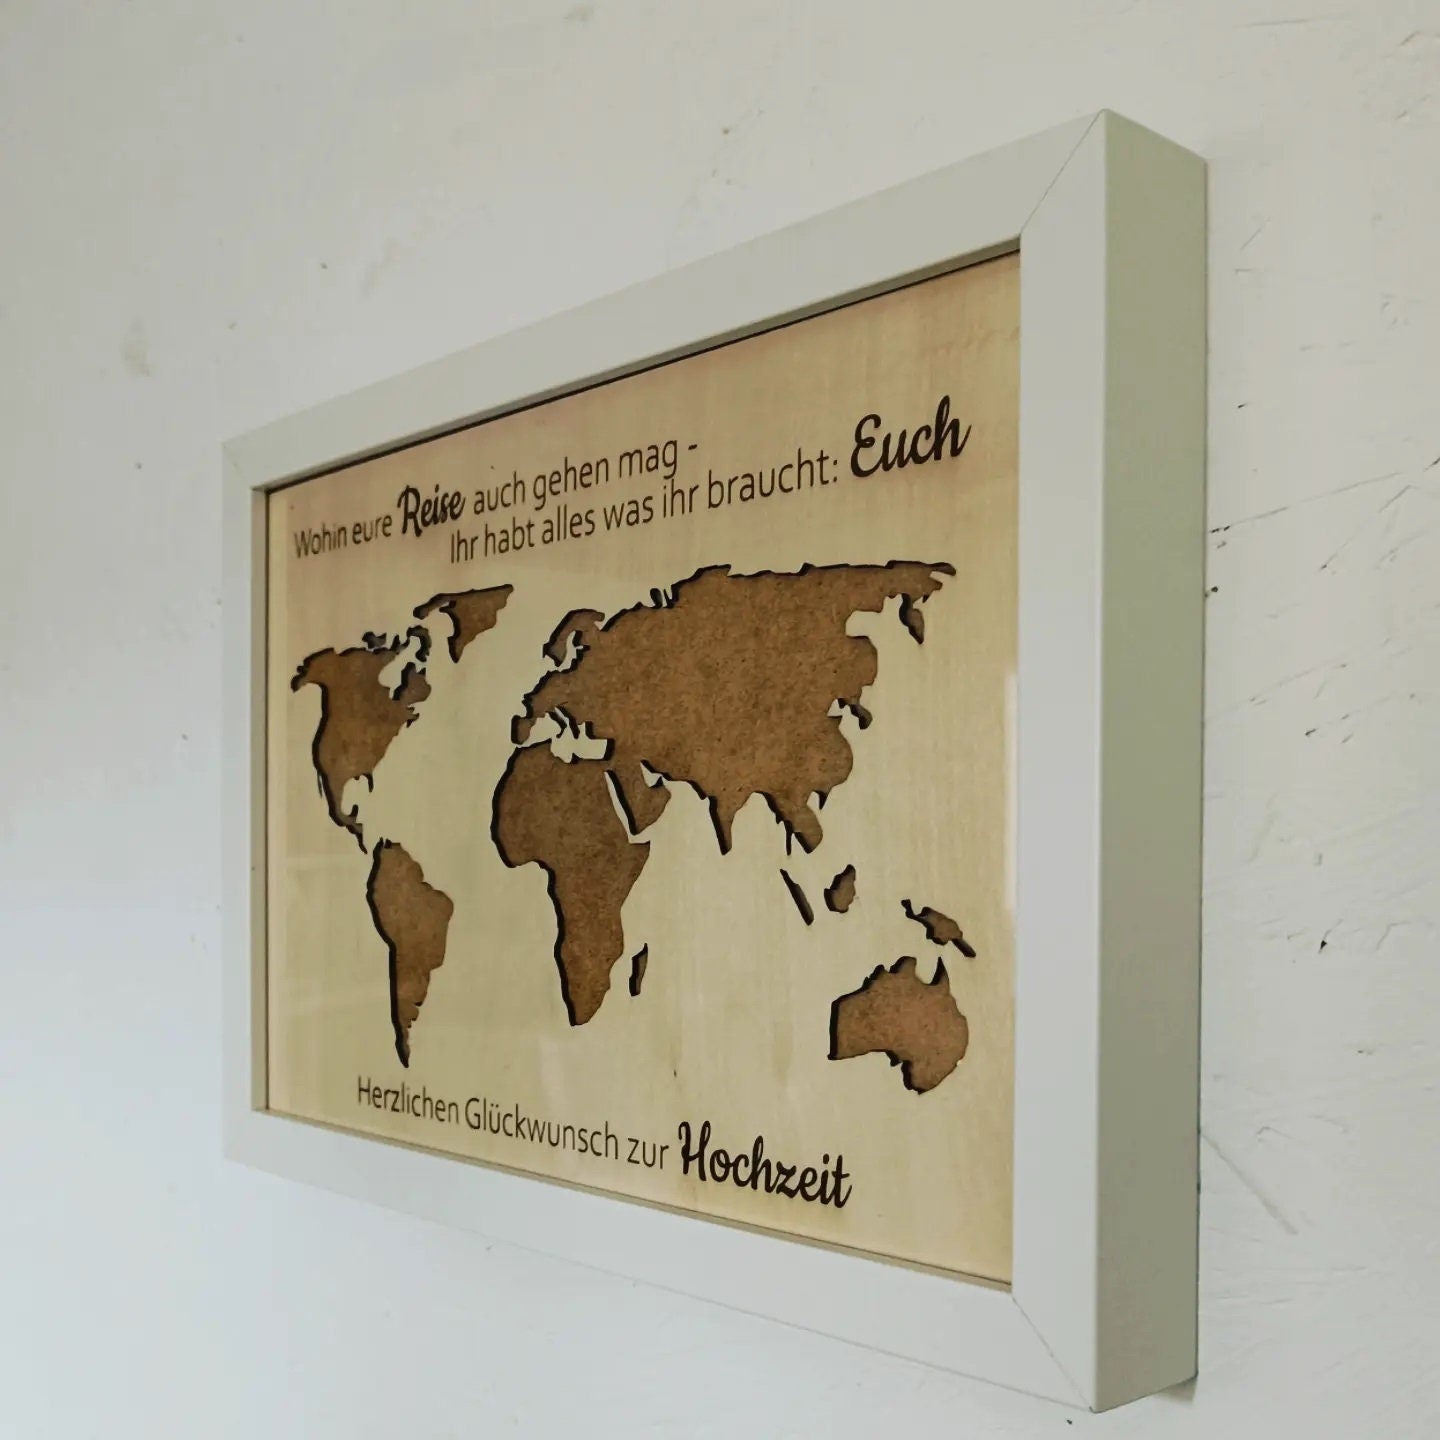 Wohin eure Reise auch gehen mag -
Ihr habt alles was ihr braucht: Euch
Herzlichen Glückwunsch zur Hochzeit